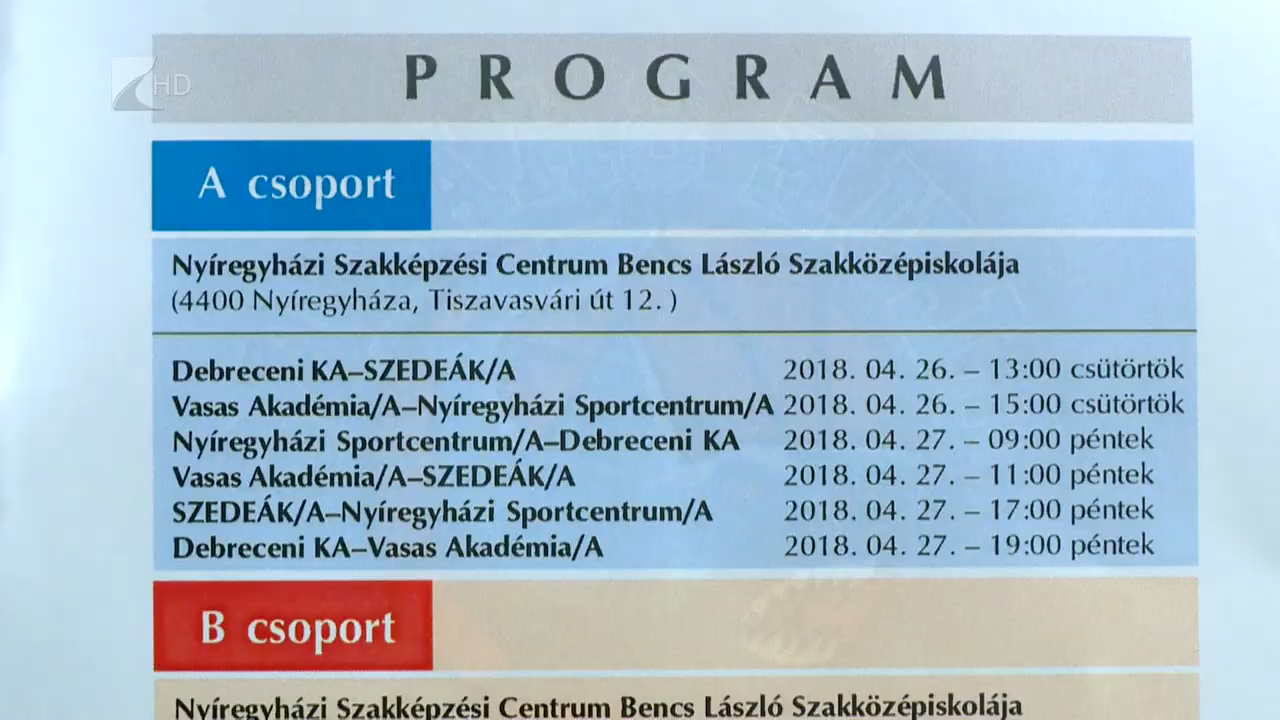 HD
PROGRAM
A csoport
Nyíregyházi Szakképzési Centrum Bencs László Szakközépiskolája
(4400 Nyíregyháza, Tiszavasvári út 12. )
Debreceni KA–SZEDEÁK/A 2018. 04. 26. – 13:00 csütörtök
Vasas Akadémia/A–Nyíregyházi Sportcentrum/A 2018. 04. 26. – 15:00 csütörtök
Nyíregyházi Sportcentrum/A–Debreceni KA 2018. 04. 27. – 09:00 péntek
Vasas Akadémia/A–SZEDEÁK/A 2018. 04. 27. – 11:00 péntek
SZEDEÁK/A–Nyíregyházi Sportcentrum/A 2018. 04. 27. – 17:00 péntek
Debreceni KA–Vasas Akadémia/A 2018. 04. 27. – 19:00 péntek
B csoport
Nyíregyházi Szakképzési Centrum Bencs László Szakközépiskolája